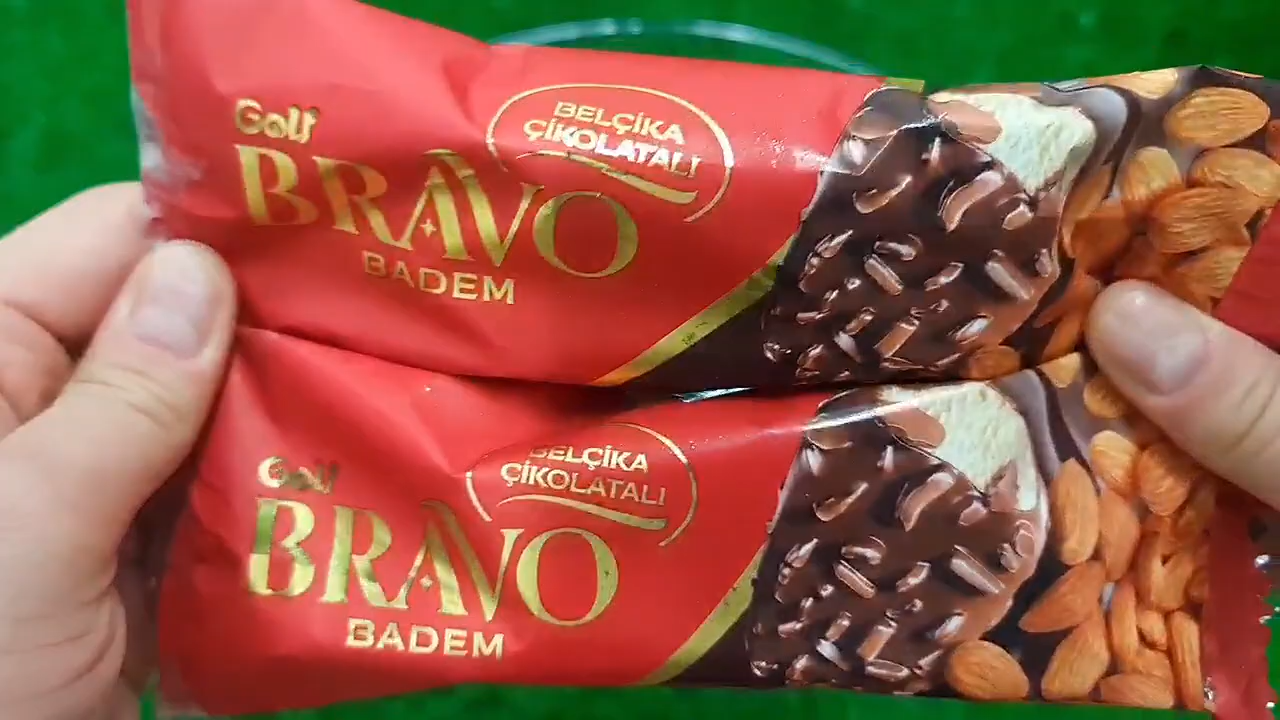 Golf
BRAVO
BADEM
BELÇİKA
ÇİKOLATALI
Golf
BRAVO
BADEM
BELÇİKA
ÇİKOLATALI